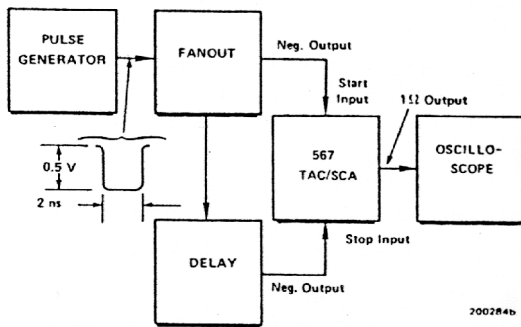 PULSE
GENERATOR
FANOUT
Neg. Output
Start
Input
1Ω Output
0.5 V
2 ns
567
TAC/SCA
OSCILLO-
SCOPE
DELAY
Stop Input
Neg. Output
200284b